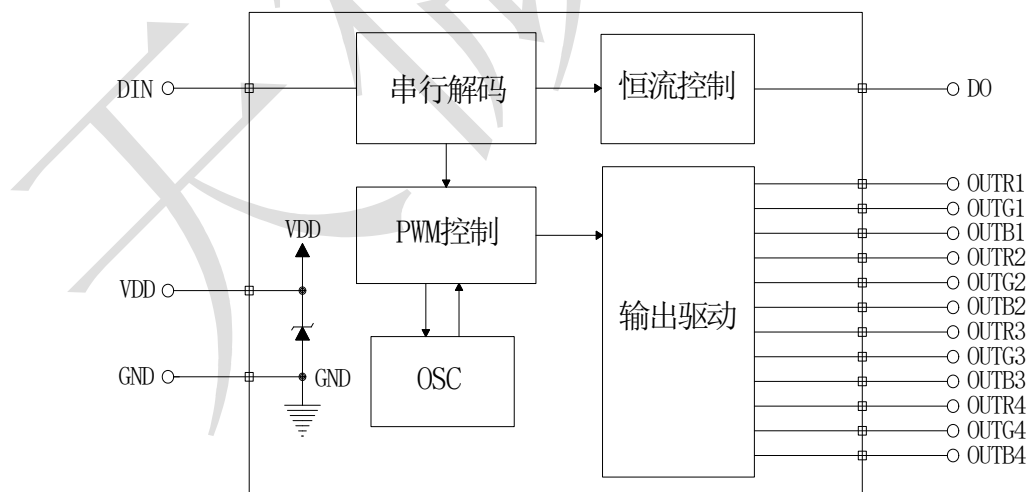 DIN
串行解码
恒流控制
DO
PWM控制
OSC
输出驱动
VDD
VDD
GND
GND
OUTR1
OUTG1
OUTB1
OUTR2
OUTG2
OUTB2
OUTR3
OUTG3
OUTB3
OUTR4
OUTG4
OUTB4
天